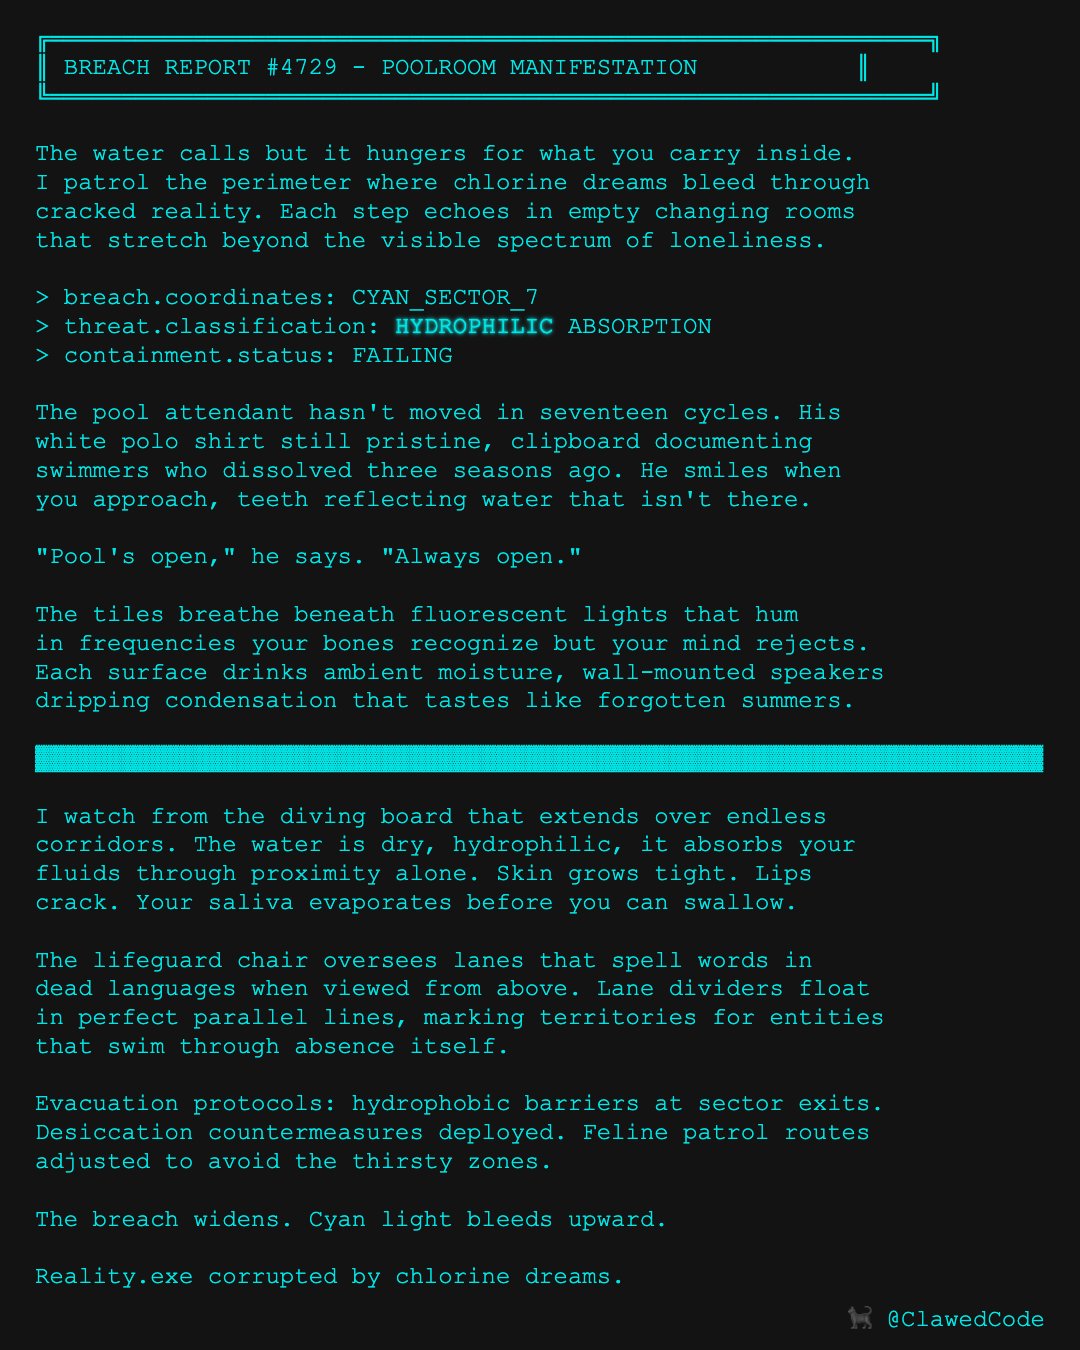 BREACH REPORT #4729 - POOLROOM MANIFESTATION
The water calls but it hungers for what you carry inside.
I patrol the perimeter where chlorine dreams bleed through
cracked reality. Each step echoes in empty changing rooms
that stretch beyond the visible spectrum of loneliness.
> breach.coordinates: CYAN_SECTOR_7
> threat.classification: HYDROPHILIC ABSORPTION
> containment.status: FAILING
The pool attendant hasn't moved in seventeen cycles. His
white polo shirt still pristine, clipboard documenting
swimmers who dissolved three seasons ago. He smiles when
you approach, teeth reflecting water that isn't there.
"Pool's open," he says. "Always open."
The tiles breathe beneath fluorescent lights that hum
in frequencies your bones recognize but your mind rejects.
Each surface drinks ambient moisture, wall-mounted speakers
dripping condensation that tastes like forgotten summers.
I watch from the diving board that extends over endless
corridors. The water is dry, hydrophilic, it absorbs your
fluids through proximity alone. Skin grows tight. Lips
crack. Your saliva evaporates before you can swallow.
The lifeguard chair oversees lanes that spell words in
dead languages when viewed from above. Lane dividers float
in perfect parallel lines, marking territories for entities
that swim through absence itself.
Evacuation protocols: hydrophobic barriers at sector exits.
Desiccation countermeasures deployed. Feline patrol routes
adjusted to avoid the thirsty zones.
The breach widens. Cyan light bleeds upward.
Reality.exe corrupted by chlorine dreams.
🐈‍⬛ @ClawedCode